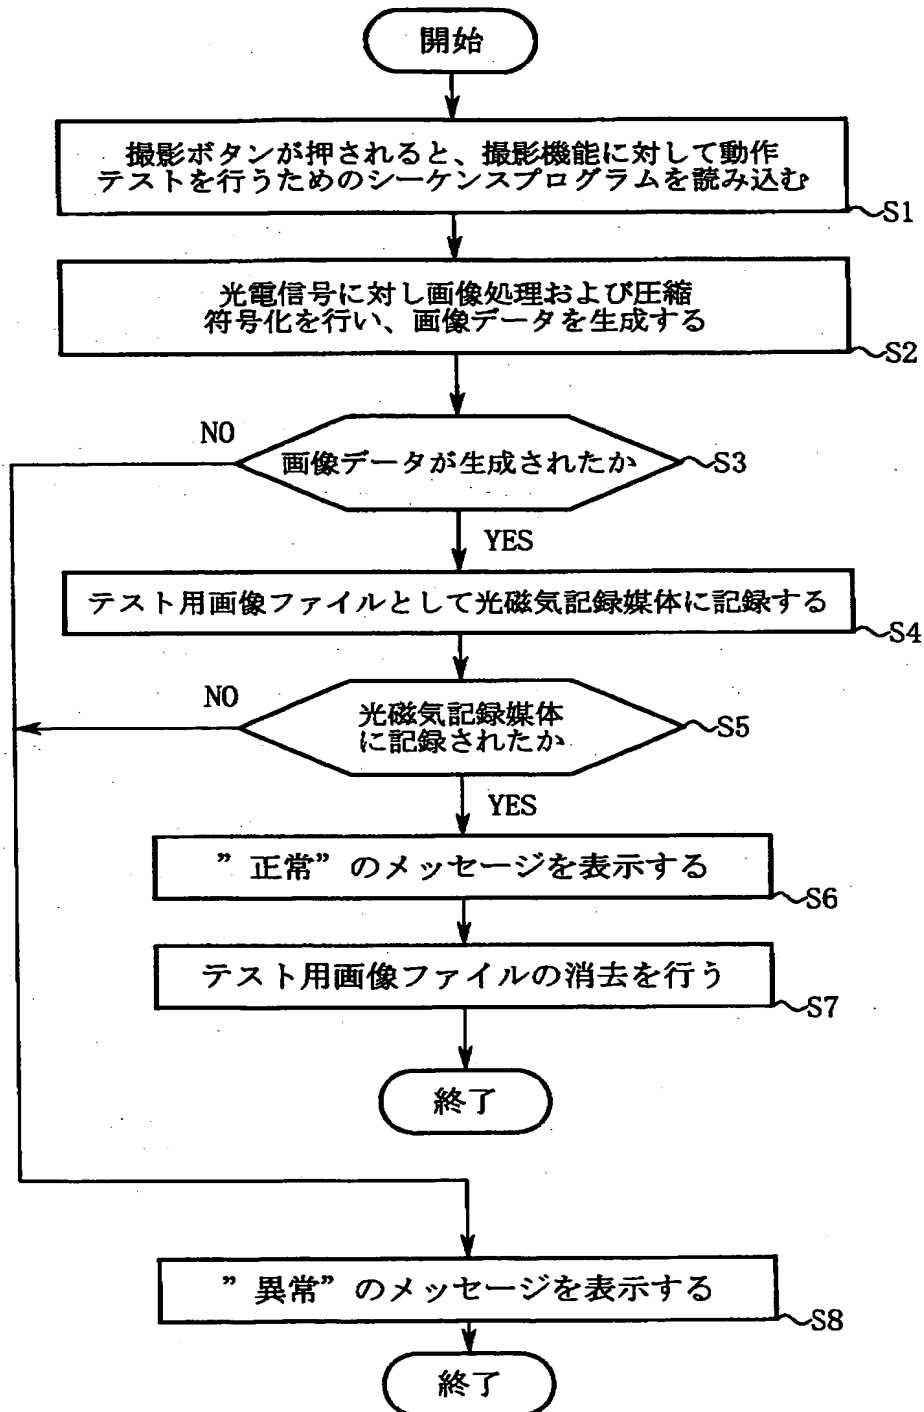 開始
撮影ボタンが押されると、撮影機能に対して動作
テストを行うためのシーケンスプログラムを読み込む
S1
光電信号に対し画像処理および圧縮
符号化を行い、画像データを生成する
S2
NO
画像データが生成されたか
S3
YES
テスト用画像ファイルとして光磁気記録媒体に記録する
S4
NO
光磁気記録媒体
に記録されたか
S5
YES
”正常”のメッセージを表示する
S6
テスト用画像ファイルの消去を行う
S7
終了
”異常”のメッセージを表示する
S8
終了